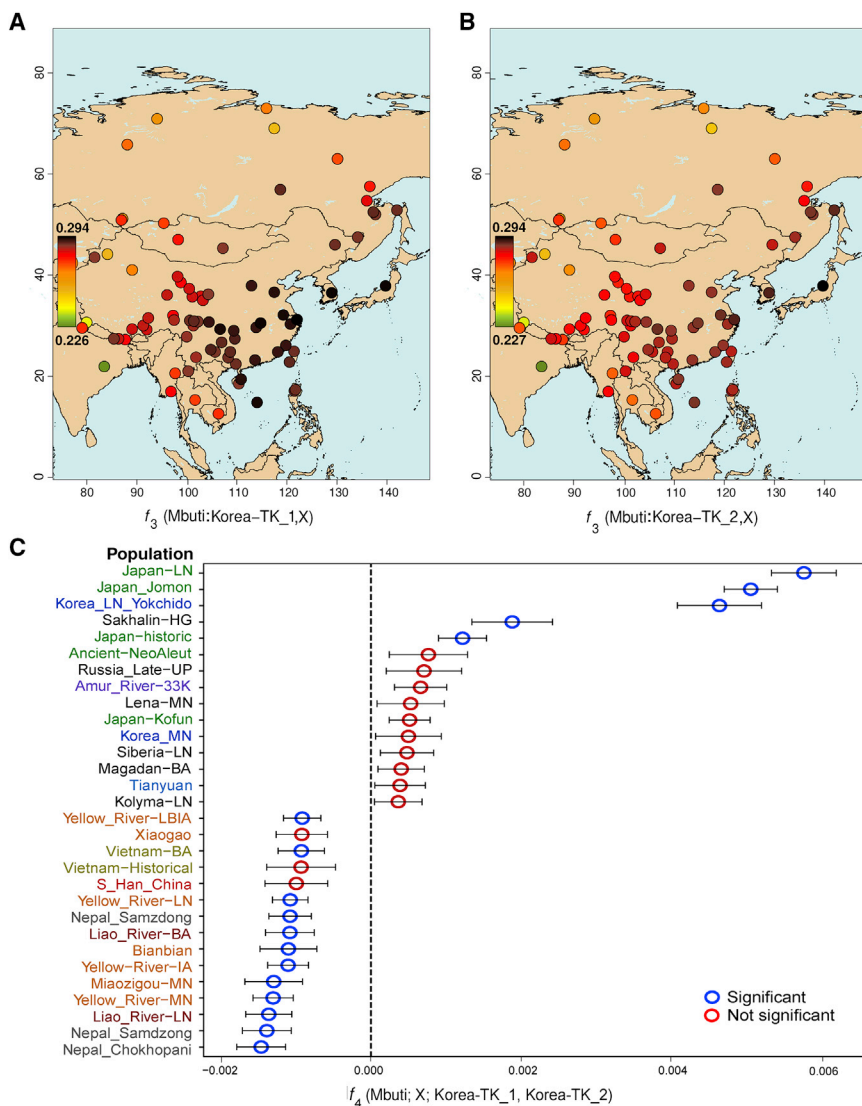 A
B
80
60
40
20
0
0.294
0.226
80
90
100
110
120
130
140
f3 (Mbuti:Korea−TK_1,X)
80
60
40
20
0
0.294
0.227
80
90
100
110
120
130
140
f3 (Mbuti:Korea−TK_2,X)
C
Population
Japan−LN
Japan_Jomon
Korea_LN_Yokchido
Sakhalin−HG
Japan−historic
Ancient−NeoAleut
Russia_Late−UP
Amur_River−33K
Lena−MN
Japan−Kofun
Korea_MN
Siberia−LN
Magadan−BA
Tianyuan
Kolyma−LN
Yellow_River−LBIA
Xiaogao
Vietnam−BA
Vietnam−Historical
S_Han_China
Yellow_River−LN
Nepal_Samzdong
Liao_River−BA
Bianbian
Yellow−River−IA
Miaozigou−MN
Yellow_River−MN
Liao_River−LN
Nepal_Samdzong
Nepal_Chokhopani
Significant
Not significant
−0.002
0.000
0.002
0.004
0.006
f4 (Mbuti; X; Korea-TK_1, Korea-TK_2)